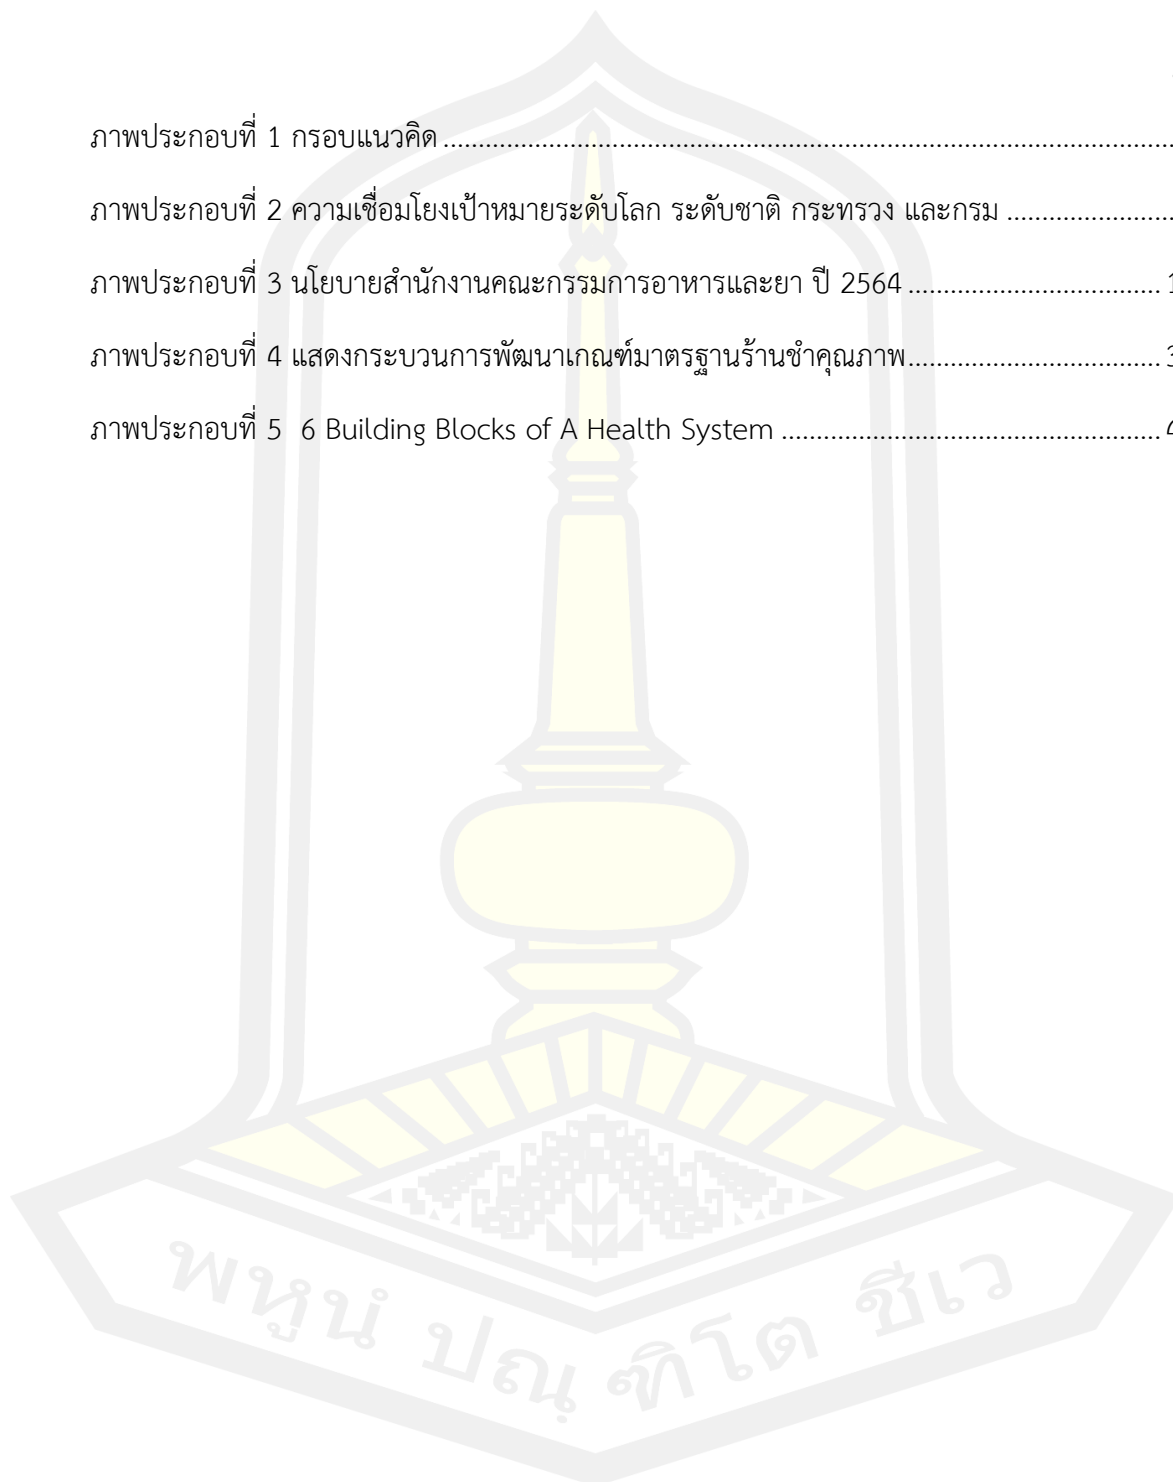 ภาพประกอบที่ 1 กรอบแนวคิด ........................................................................................................
ภาพประกอบที่ 2 ความเชื่อมโยงเป้าหมายระดับโลก ระดับชาติ กระทรวง และกรม ........................
ภาพประกอบที่ 3 นโยบายสำนักงานคณะกรรมการอาหารและยา ปี 2564 .................................... 1
ภาพประกอบที่ 4 แสดงกระบวนการพัฒนาเกณฑ์มาตรฐานร้านชำคุณภาพ.................................... 3
ภาพประกอบที่ 5 6 Building Blocks of A Health System ...................................................... 4
พหูนํ ปณฺ ฑิโต ชีเว